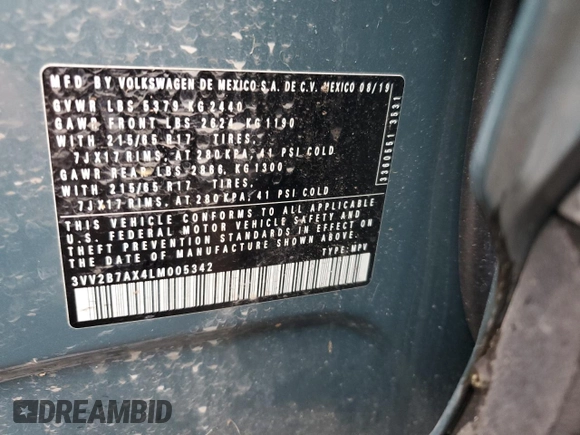 MFD. BY VOLKSWAGEN DE MEXICO S.A. DE C.V. MEXICO 08/19
GVWR LBS 5379 KG 2440
GAWR FRONT LBS 2624 KG 1190
WITH 215/65 R17 TIRES,
7JX17 RIMS, AT 280 KPA, 41 PSI COLD
GAWR REAR LBS 2866, KG 1300
WITH 215/65 R17 TIRES,
7JX17 RIMS, AT 280 KPA, 41 PSI COLD
THIS VEHICLE CONFORMS TO ALL APPLICABLE
U.S. FEDERAL MOTOR VEHICLE SAFETY AND
THEFT PREVENTION STANDARDS IN EFFECT ON
THE DATE OF MANUFACTURE SHOWN ABOVE.
3VV2B7AX4LM005342 TYPE: MPV
3300551 3531
DREAMBID